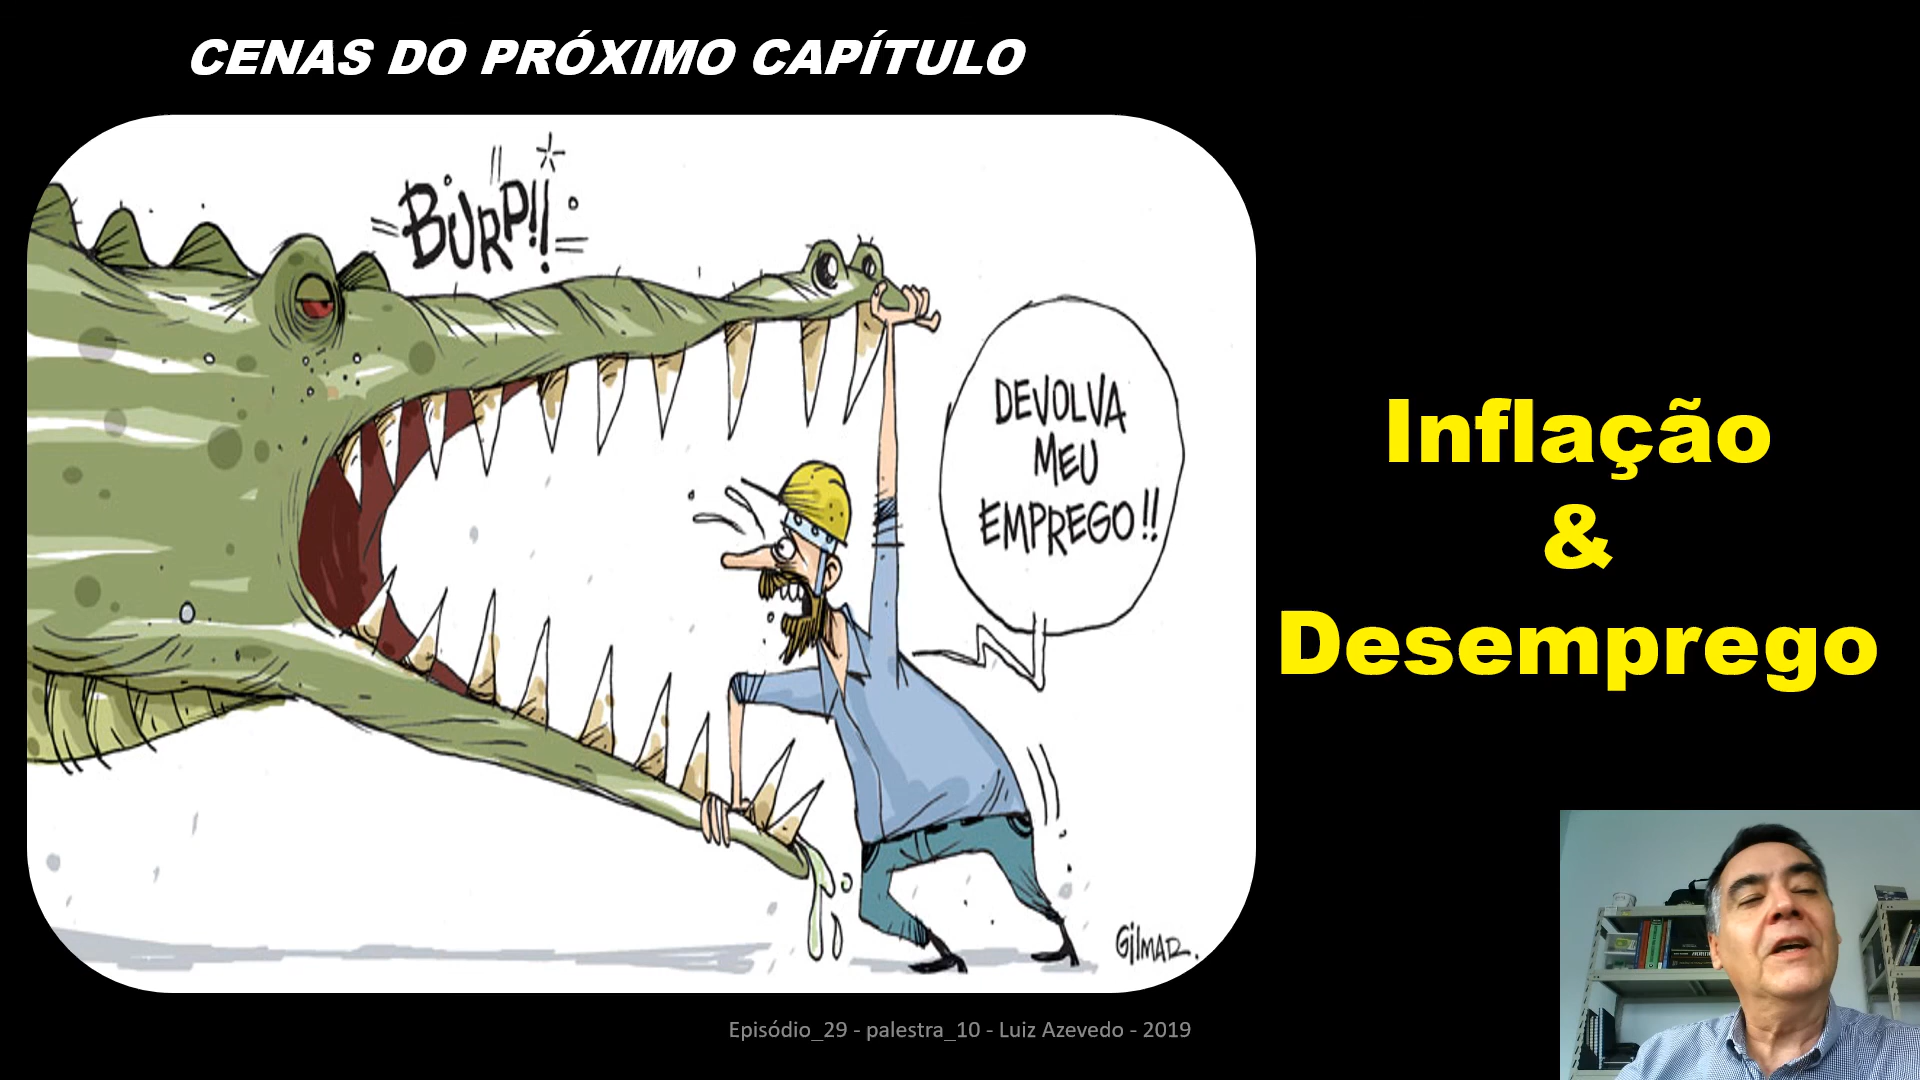 CENAS DO PRÓXIMO CAPÍTULO
BURP!!
DEVOLVA
MEU
EMPREGO!!
Inflação
&
Desemprego
GILMAR.
Episódio_29 - palestra_10 - Luiz Azevedo - 2019